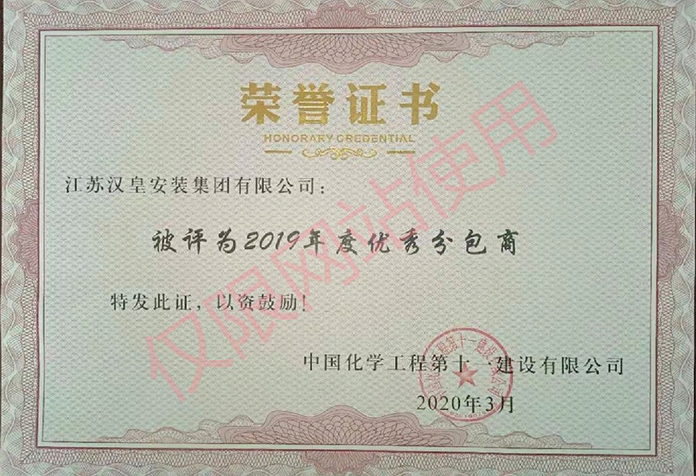 荣誉证书
HONORARY CREDENTIAL
江苏汉皇安装集团有限公司：
被评为2019年度优秀分包商
特发此证，以资鼓励！
中国化学工程第十一建设有限公司
2020年3月
仅限网站使用